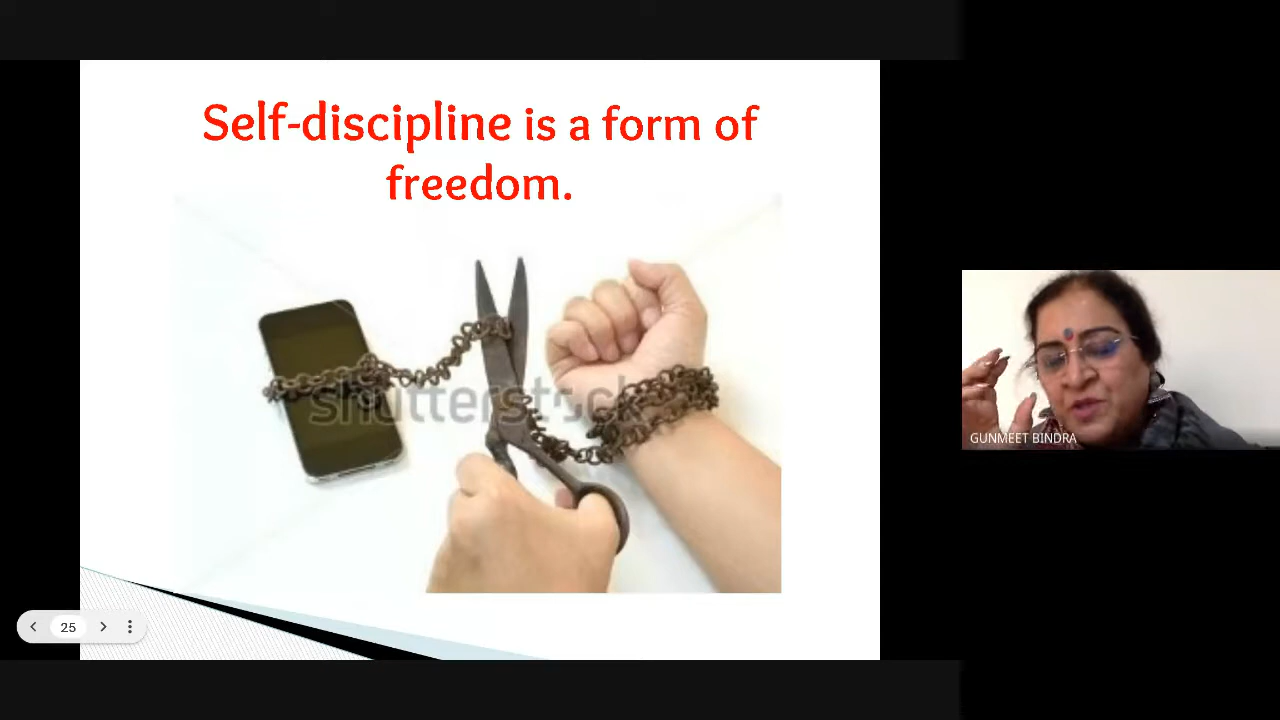 Self-discipline is a form of
freedom.
shutterstock
GUNMEET BINDRA
25